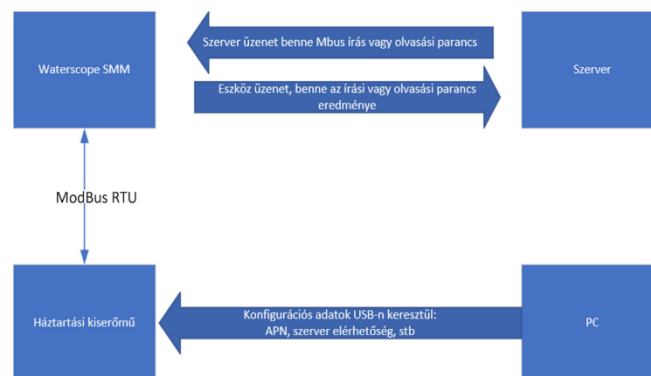 Szerver üzenet benne Mbus írás vagy olvasási parancs
Waterscope SMM
Szerver
Eszköz üzenet, benne az írási vagy olvasási parancs
eredménye
ModBus RTU
Háztartási kiserőmű
Konfigurációs adatok USB-n keresztül:
APN, szerver elérhetőség, stb
PC